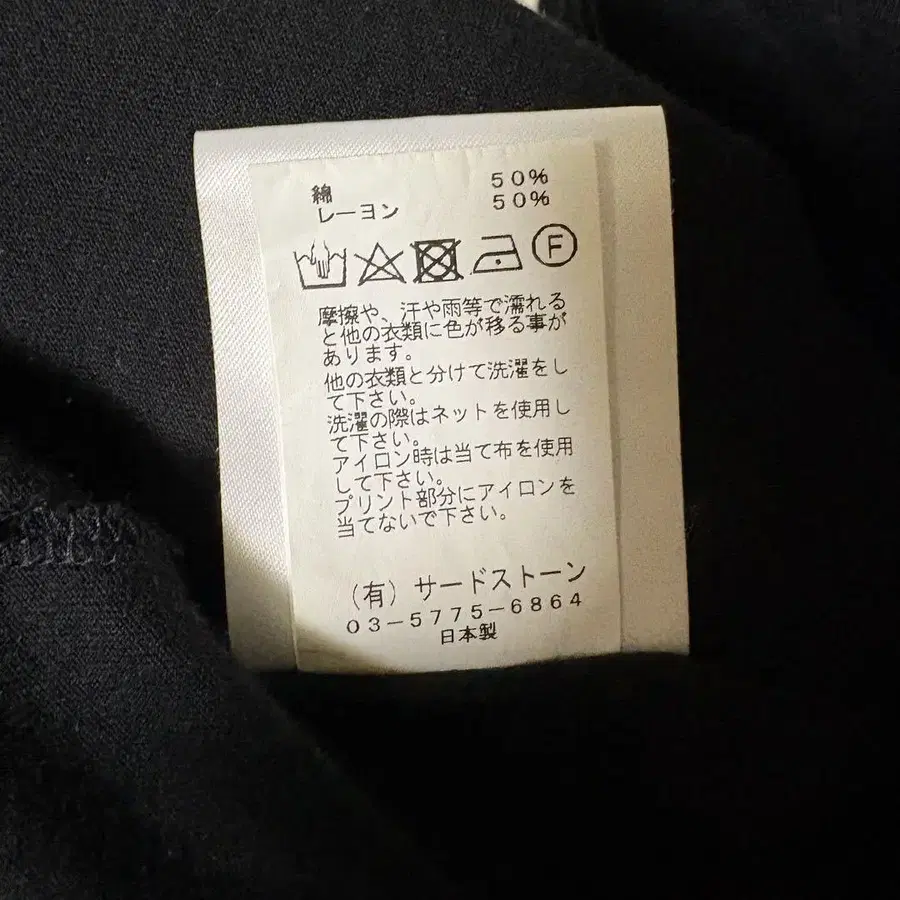 綿 50%
レーヨン 50%
F
摩擦や、汗や雨等で濡れる
と他の衣類に色が移る事が
あります。
他の衣類と分けて洗濯をし
て下さい。
洗濯の際はネットを使用し
て下さい。
アイロン時は当て布を使用
して下さい。
プリント部分にアイロンを
当てないで下さい。
(有) サードストーン
03-5775-6864
日本製